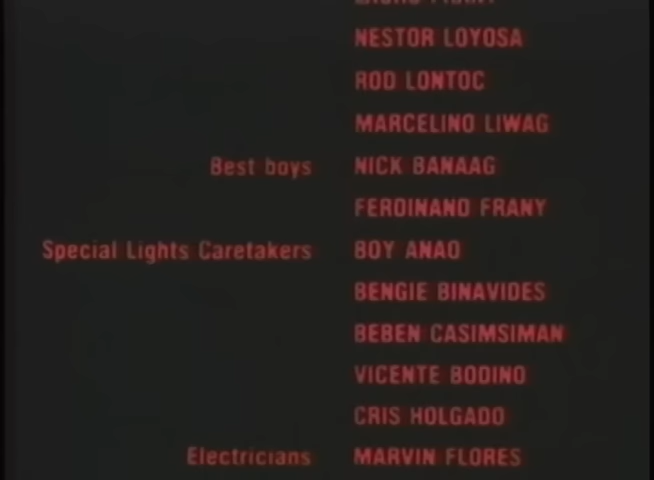 NESTOR LOYOSA
ROD LONTOC
MARCELINO LIWAG
Best boys NICK BANAAG
FERDINAND FRANY
Special Lights Caretakers BOY ANAO
BENGIE BINAVIDES
BEBEN CASIMSIMAN
VICENTE BODINO
CRIS HOLGADO
Electricians MARVIN FLORES